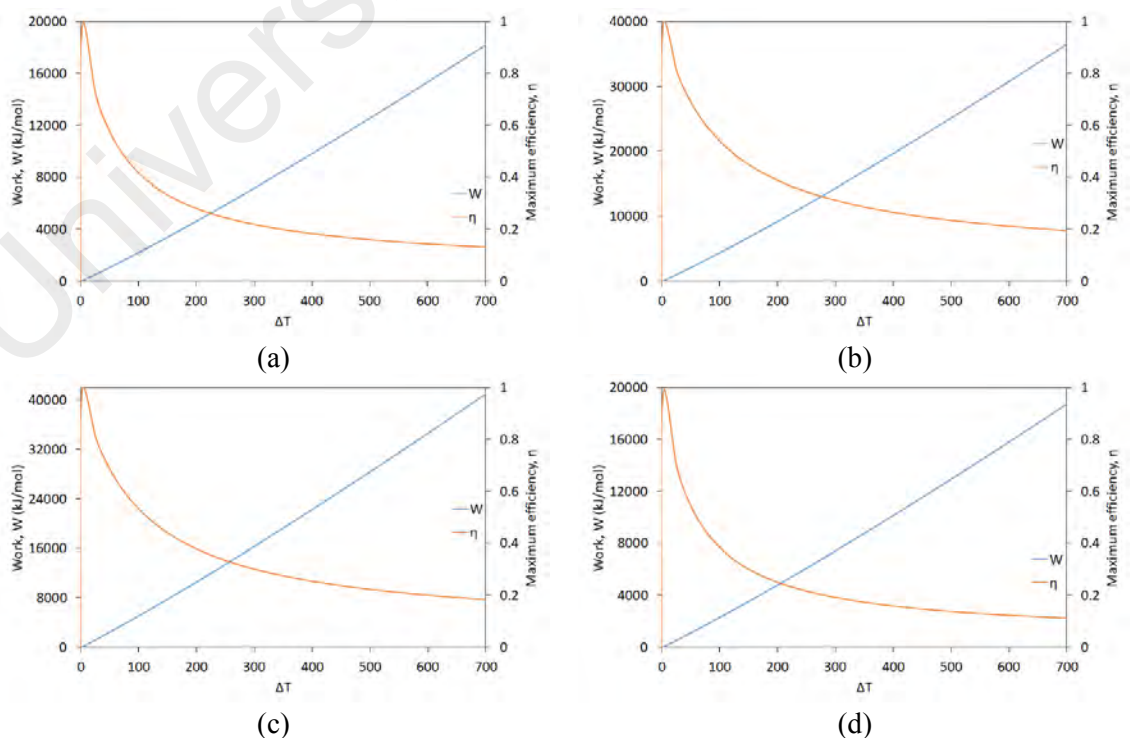 Univers
20000
16000
12000
8000
4000
0
Work, W (kJ/mol)
1
0.8
0.6
0.4
0.2
0
Maximum efficiency, η
W
η
0 100 200 300 400 500 600 700
ΔT
(a)
40000
30000
20000
10000
0
Work, W (kJ/mol)
1
0.8
0.6
0.4
0.2
0
Maximum efficiency, η
W
η
0 100 200 300 400 500 600 700
ΔT
(b)
40000
32000
24000
16000
8000
0
Work, W (kJ/mol)
1
0.8
0.6
0.4
0.2
0
Maximum efficiency, η
W
η
0 100 200 300 400 500 600 700
ΔT
(c)
20000
16000
12000
8000
4000
0
Work, W (kJ/mol)
1
0.8
0.6
0.4
0.2
0
Maximum efficiency, η
W
η
0 100 200 300 400 500 600 700
ΔT
(d)